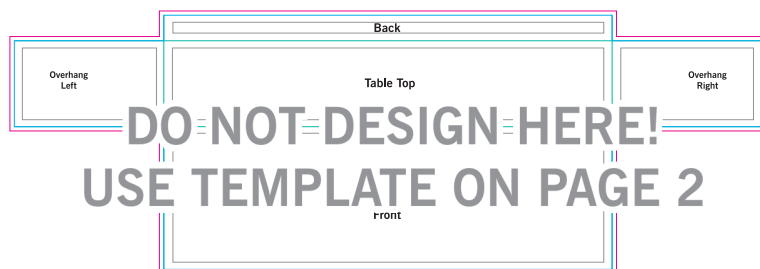 Back
Overhang
Left
Table Top
Overhang
Right
DO NOT DESIGN HERE!
USE TEMPLATE ON PAGE 2
Front